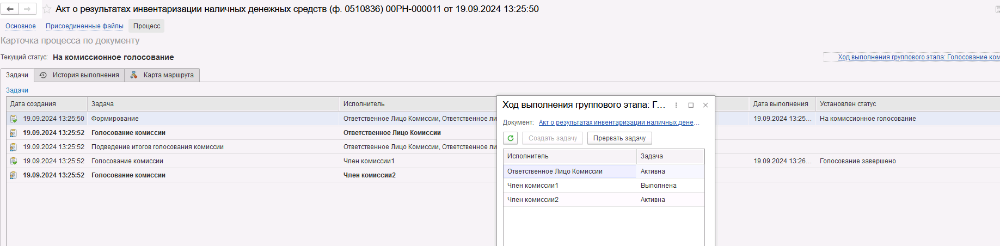 Акт о результатах инвентаризации наличных денежных средств (ф. 0510836) 00РН-000011 от 19.09.2024 13:25:50
Основное Присоединенные файлы Процесс
Карточка процесса по документу
Текущий статус: На комиссионное голосование
Ход выполнения группового этапа: Голосование ком
Задачи История выполнения Карта маршрута
Задачи
Дата создания Задача Исполнитель Дата выполнения Установлен статус
19.09.2024 13:25:50 Формирование Ответственное Лицо Комиссии, Ответственное ли 19.09.2024 13:25... На комиссионное голосование
19.09.2024 13:25:52 Голосование комиссии Ответственное Лицо Комиссии
19.09.2024 13:25:52 Подведение итогов голосования комиссии Ответственное Лицо Комиссии, Ответственное ли
19.09.2024 13:25:52 Голосование комиссии Член комиссии1 19.09.2024 13:26... Голосование завершено
19.09.2024 13:25:52 Голосование комиссии Член комиссии2
Ход выполнения группового этапа: Г...
Документ: Акт о результатах инвентаризации наличных дене...
Создать задачу Прервать задачу
Исполнитель Задача
Ответственное Лицо Комиссии Активна
Член комиссии1 Выполнена
Член комиссии2 Активна